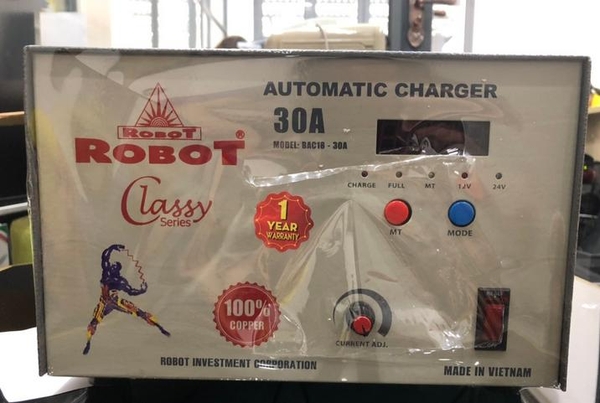 AUTOMATIC CHARGER
30A
MODEL: BAC1B - 30A
ROBOT
ROBOT®
Classy
Series
1
YEAR
WARRANTY
CHARGE FULL MT 12V 24V
MT MODE
100%
COPPER
CURRENT ADJ.
ROBOT INVESTMENT CORPORATION
MADE IN VIETNAM